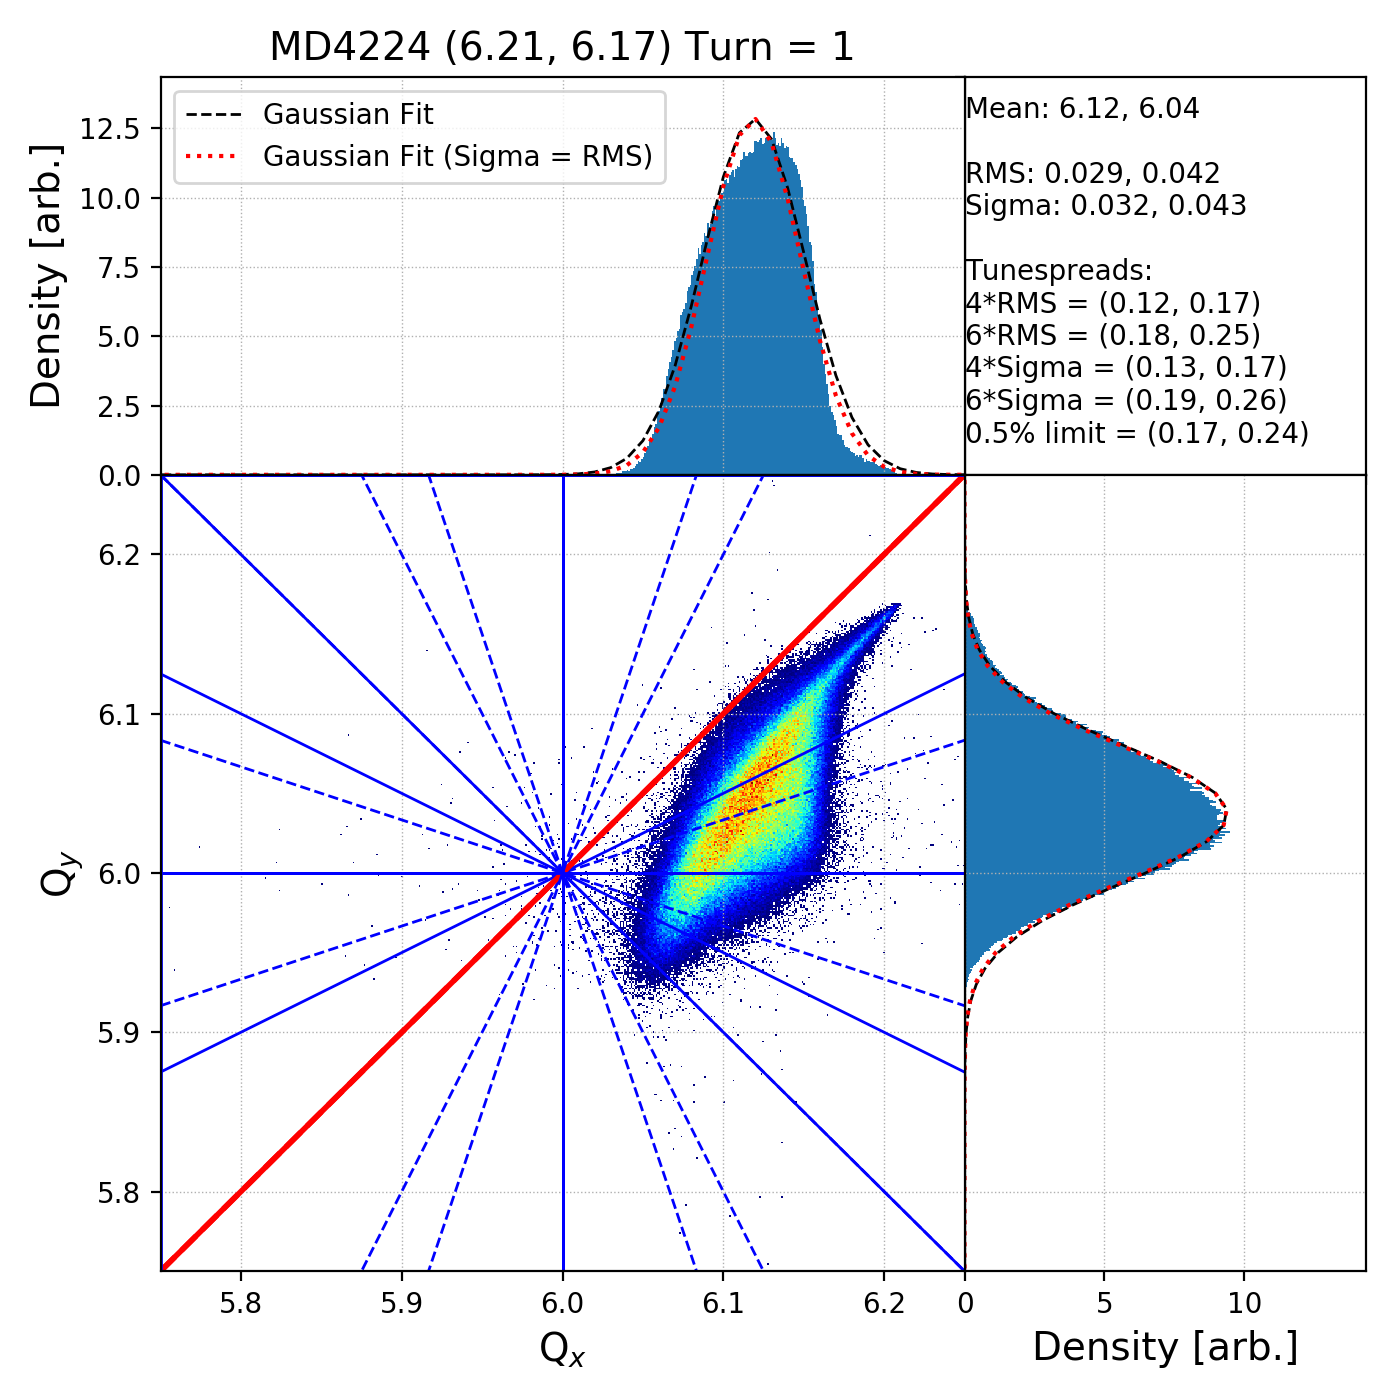 MD4224 (6.21, 6.17) Turn = 1
Gaussian Fit
Gaussian Fit (Sigma = RMS)
Density [arb.]
12.5
10.0
7.5
5.0
2.5
0.0
Mean: 6.12, 6.04
RMS: 0.029, 0.042
Sigma: 0.032, 0.043
Tunespreads:
4*RMS = (0.12, 0.17)
6*RMS = (0.18, 0.25)
4*Sigma = (0.13, 0.17)
6*Sigma = (0.19, 0.26)
0.5% limit = (0.17, 0.24)
Qy
6.2
6.1
6.0
5.9
5.8
5.8 5.9 6.0 6.1 6.2
Qx
0 5 10
Density [arb.]